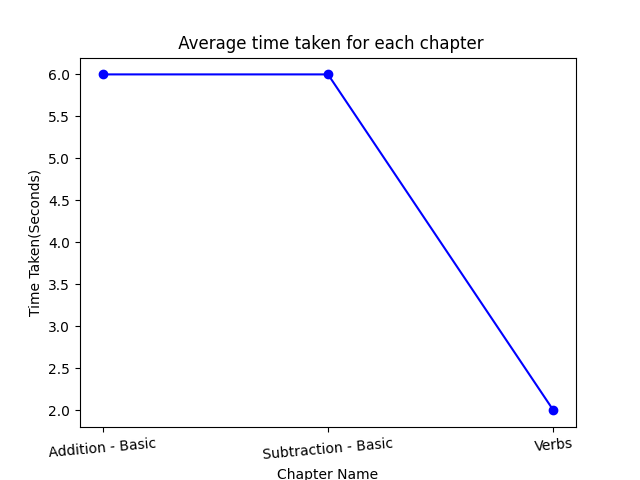 Average time taken for each chapter
6.0
5.5
5.0
4.5
4.0
3.5
3.0
2.5
2.0
Time Taken(Seconds)
Addition - Basic
Subtraction - Basic
Verbs
Chapter Name